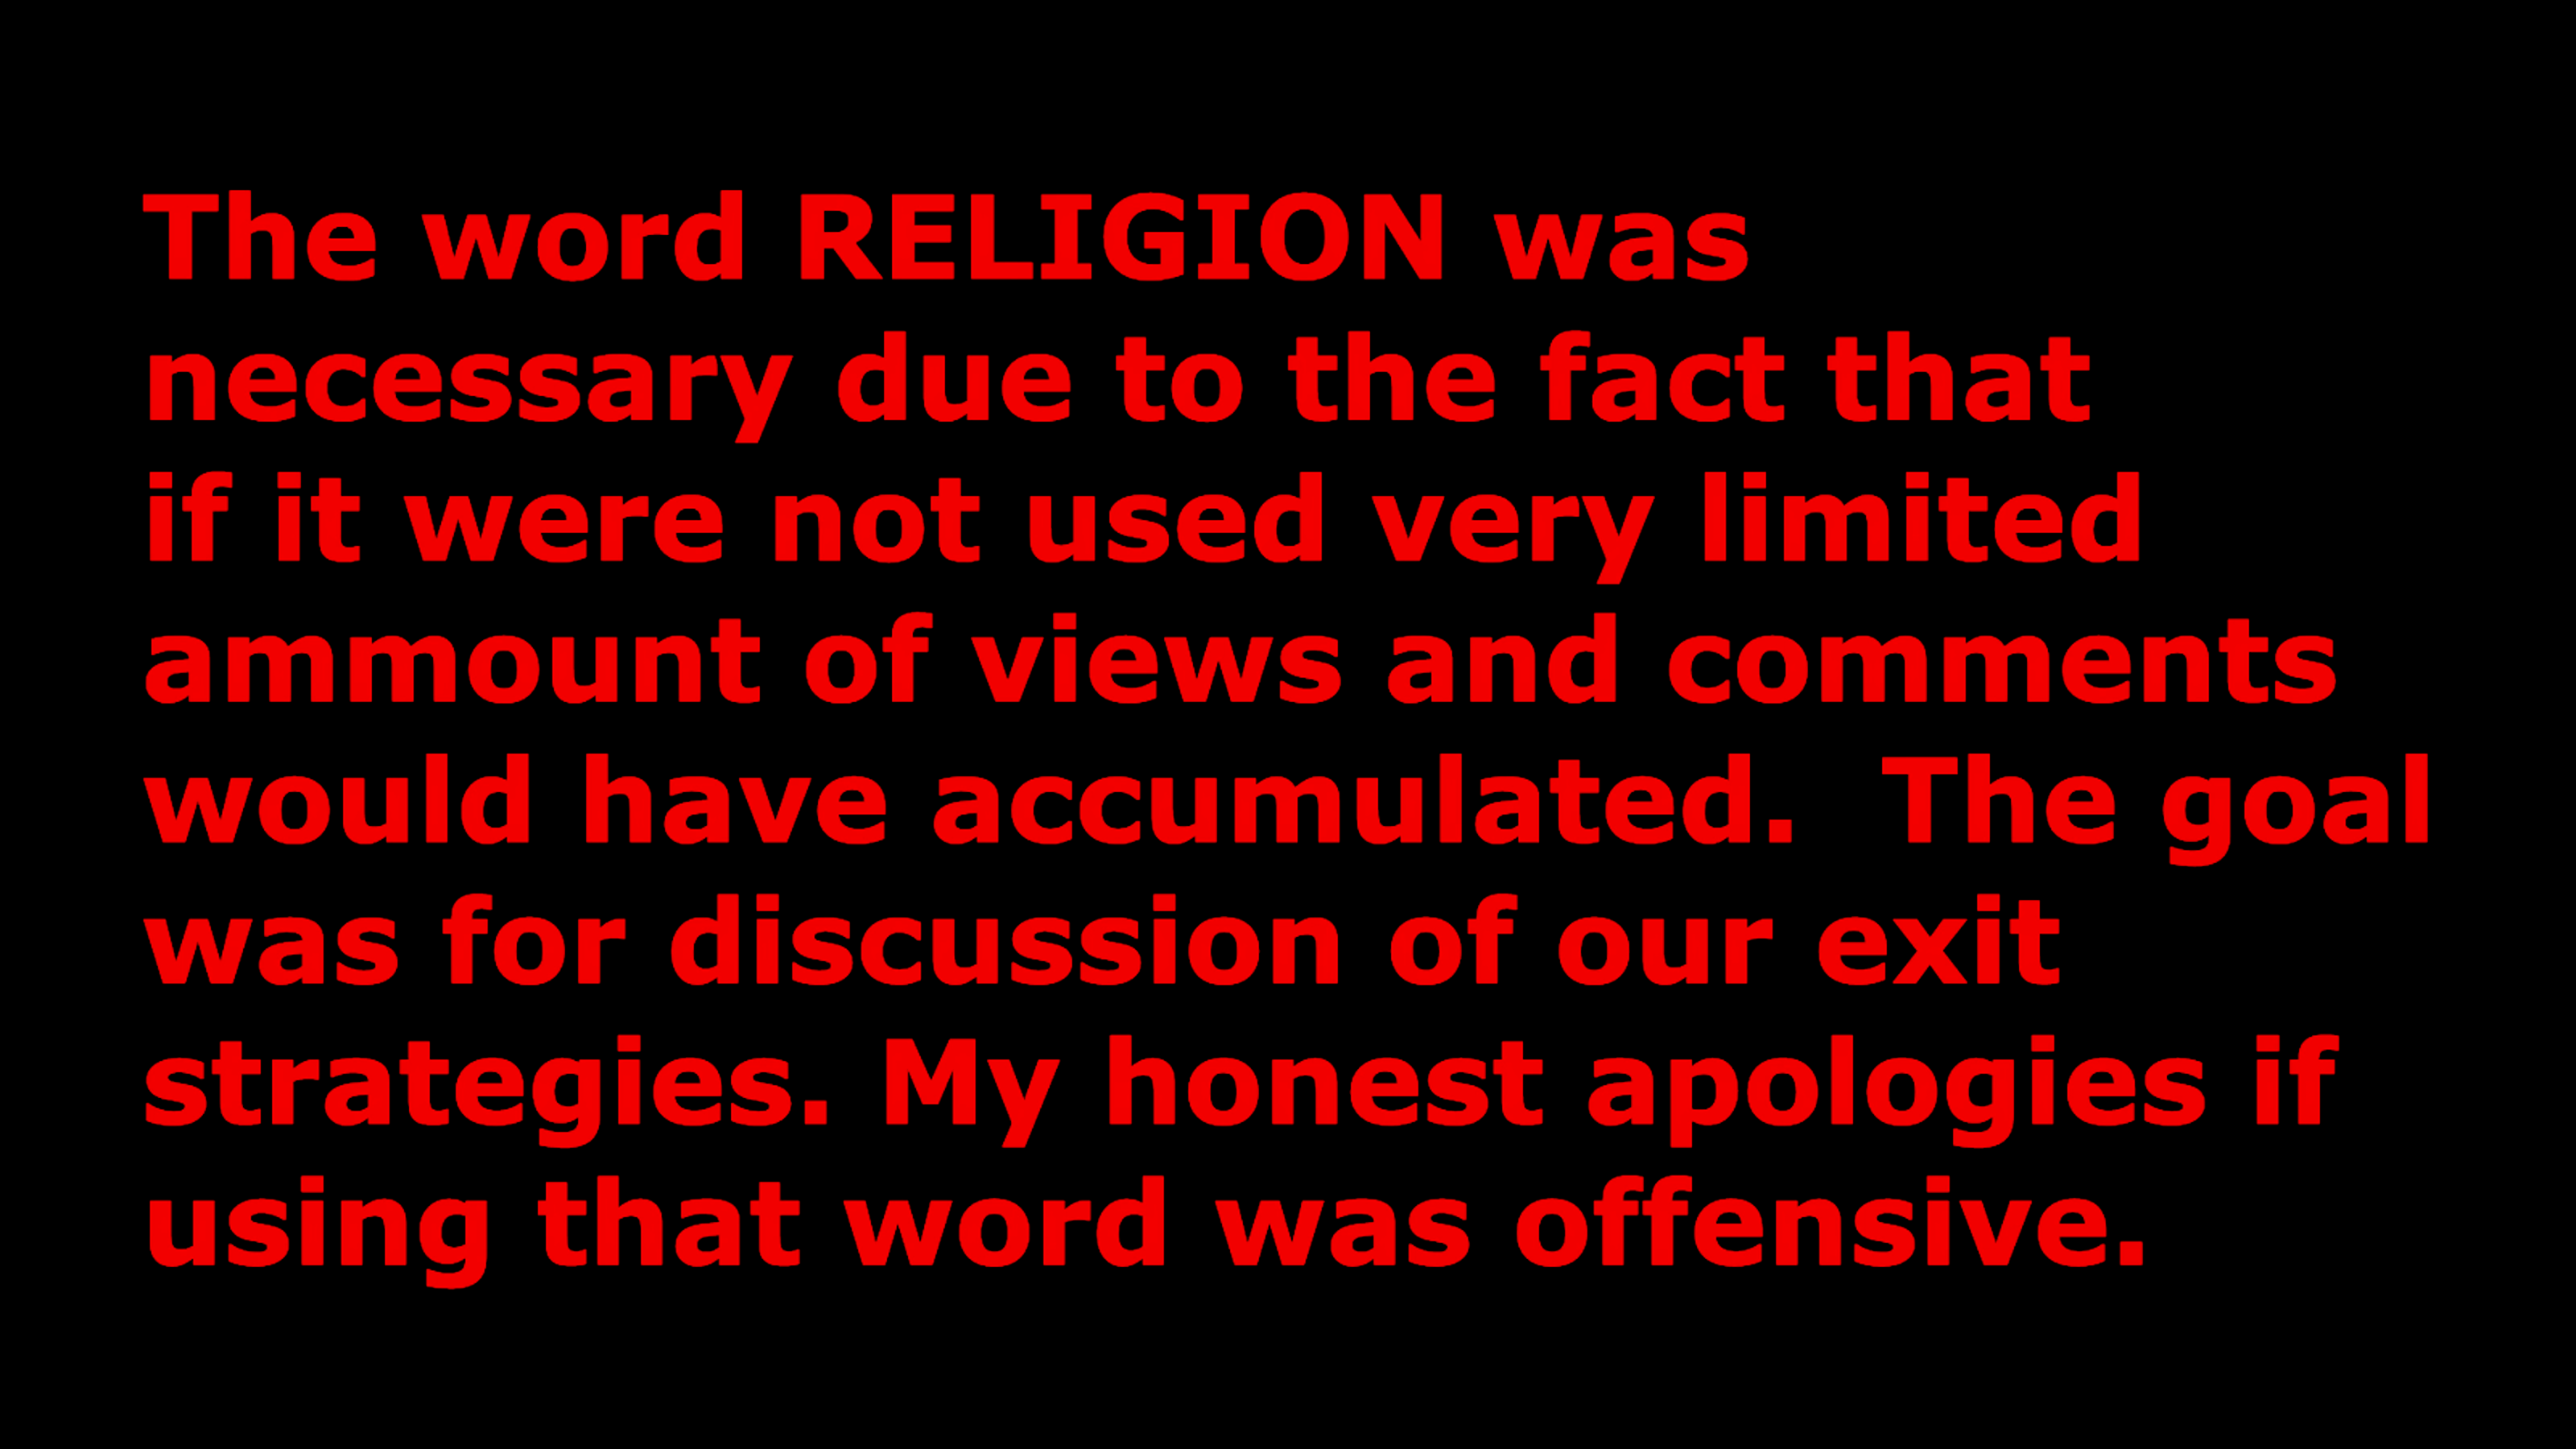 The word RELIGION was
necessary due to the fact that
if it were not used very limited
ammount of views and comments
would have accumulated.  The goal
was for discussion of our exit
strategies. My honest apologies if
using that word was offensive.